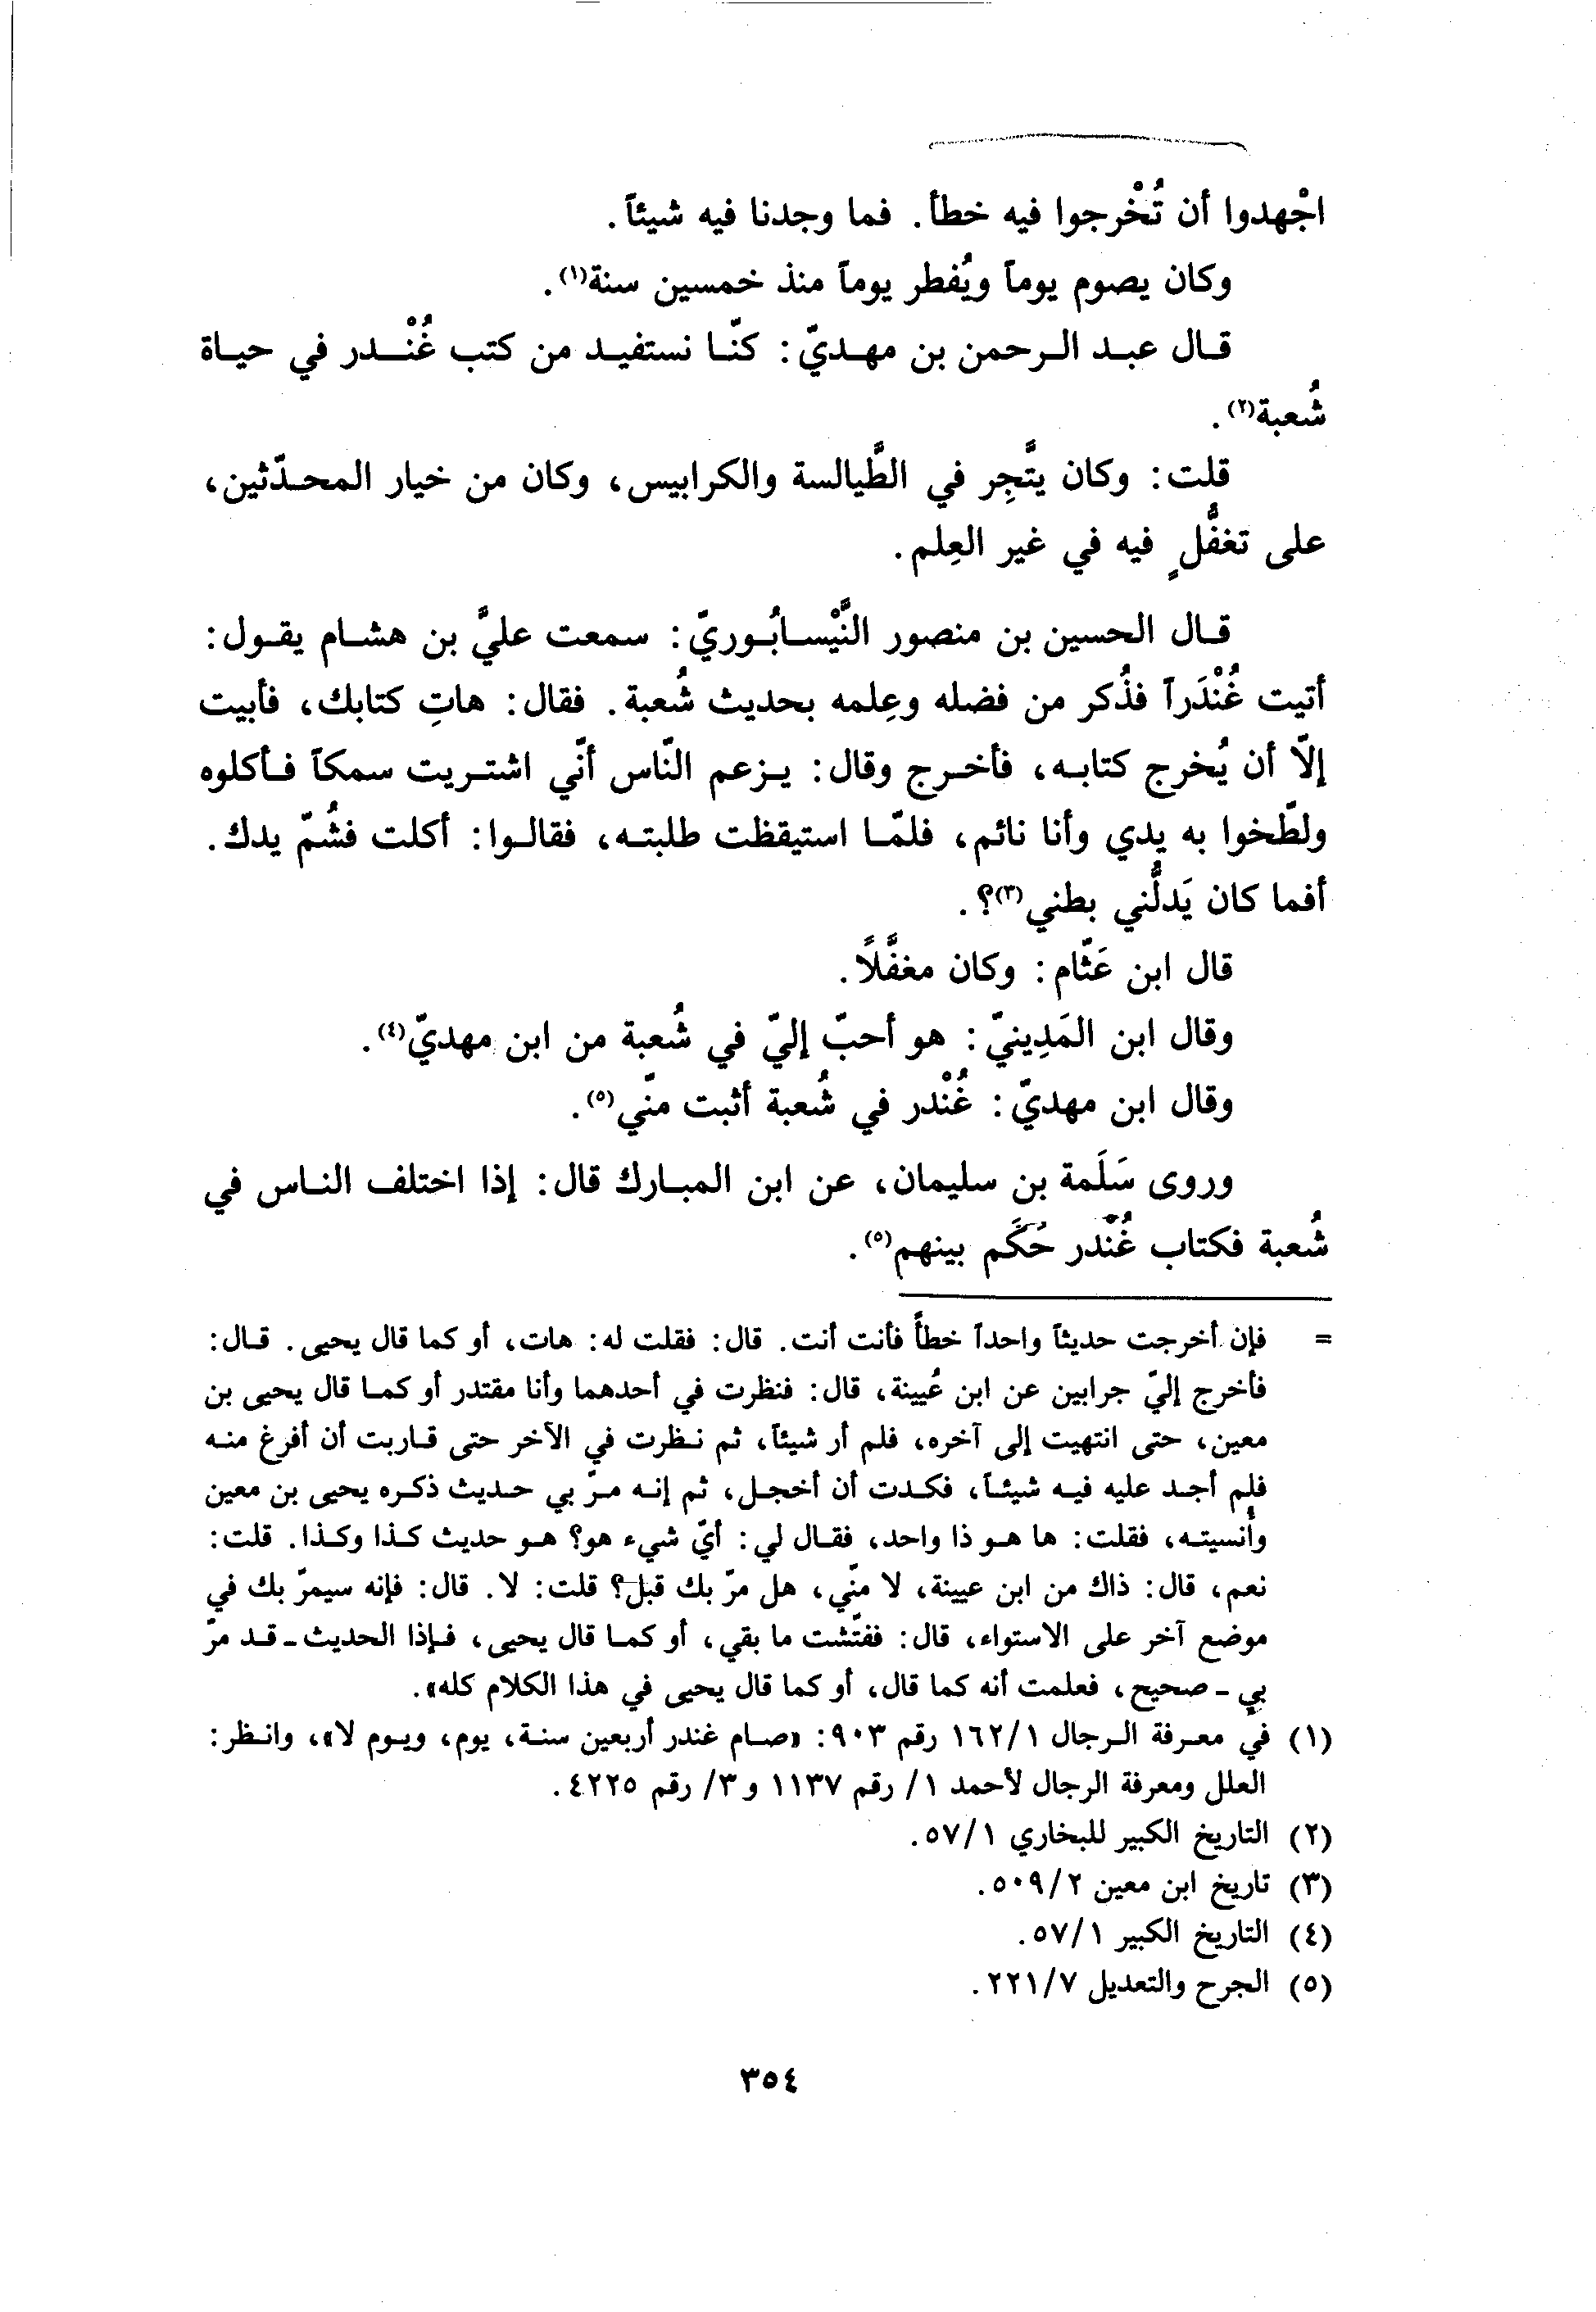 اجْهدوا أن تُخْرجوا فيه خطأ. فما وجدنا فيه شيئاً.
وكان يصوم يوماً ويُفطر يوماً منذ خمسين سنة(١).
قال عبد الرحمن بن مهديّ: كنّا نستفيد من كتب غُنْدر في حياة
شُعبة(٢).
قلت: وكان يتَّجِر في الطَّيالسة والكرابيس، وكان من خيار المحدّثين،
على تغفُّلٍ فيه في غير العِلم.
قال الحسين بن منصور النَّيْسابُوريّ: سمعت عليَّ بن هشام يقول:
أتيت غُنْدَراً فذُكر من فضله وعِلمه بحديث شُعبة. فقال: هاتِ كتابك، فأبيت
إلّا أن يُخرج كتابه، فأخرج وقال: يزعم النّاس أنّي اشتريت سمكاً فأكلوه
ولطّخوا به يدي وأنا نائم، فلمّا استيقظت طلبته، فقالوا: أكلت فشُمّ يدك.
أفما كان يَدلُّني بطني(٣)؟.
قال ابن عَثّام: وكان مغفَّلًا.
وقال ابن المَدِينيّ: هو أحبّ إليّ في شُعبة من ابن مهديّ(٤).
وقال ابن مهديّ: غُنْدر في شُعبة أثبت منّي(٥).
وروى سَلَمة بن سليمان، عن ابن المبارك قال: إذا اختلف الناس في
شُعبة فكتاب غُنْدر حُكَم بينهم(٥).
= فإن أخرجت حديثاً واحداً خطأً فأنت أنت. قال: فقلت له: هات، أو كما قال يحيى. قال:
فأخرج إليّ جرابين عن ابن عُيينة، قال: فنظرت في أحدهما وأنا مقتدر أو كما قال يحيى بن
معين، حتى انتهيت إلى آخره، فلم أر شيئاً، ثم نظرت في الآخر حتى قاربت أن أفرغ منه
فلم أجد عليه فيه شيئاً، فكدت أن أخجل، ثم إنه مرّ بي حديث ذكره يحيى بن معين
وأُنسيته، فقلت: ها هو ذا واحد، فقال لي: أيّ شيء هو؟ هو حديث كذا وكذا. قلت:
نعم، قال: ذاك من ابن عيينة، لا منّي، هل مرّ بك قبل؟ قلت: لا. قال: فإنه سيمرّ بك في
موضع آخر على الاستواء، قال: ففتّشت ما بقي، أو كما قال يحيى، فإذا الحديث - قد مرّ
بي - صحيح، فعلمت أنه كما قال، أو كما قال يحيى في هذا الكلام كله».
(١) في معرفة الرجال ١٦٢/١ رقم ٩٠٣: «صام غندر أربعين سنة، يوم، ويوم لا»، وانظر:
العلل ومعرفة الرجال لأحمد ١/ رقم ١١٣٧ و٣/ رقم ٤٢٢٥.
(٢) التاريخ الكبير للبخاري ٥٧/١.
(٣) تاريخ ابن معين ٥٠٩/٢.
(٤) التاريخ الكبير ٥٧/١.
(٥) الجرح والتعديل ٢٢١/٧.
٣٥٤